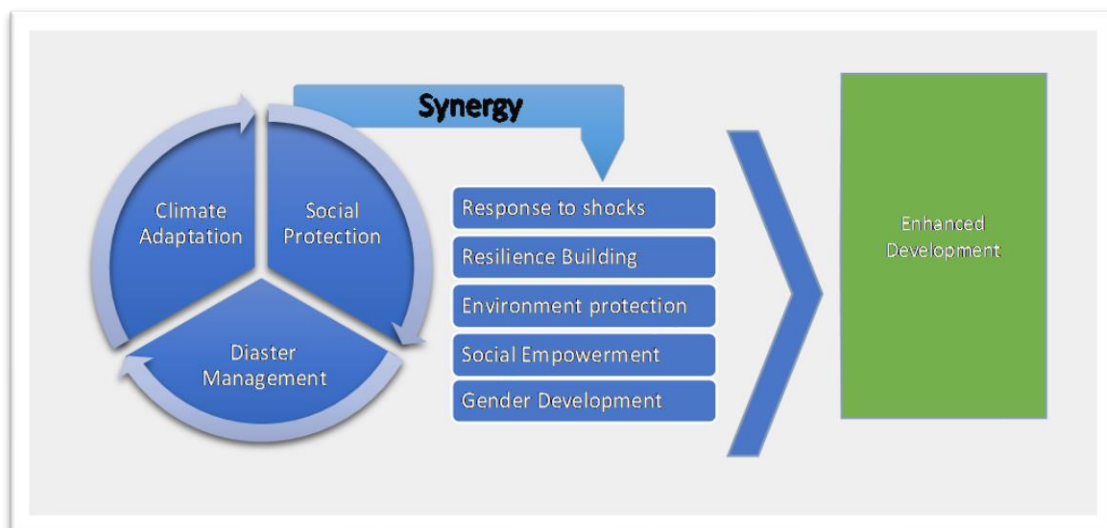 Synergy
Climate
Adaptation
Social
Protection
Diaster
Management
Response to shocks
Resilience Building
Environment protection
Social Empowerment
Gender Development
Enhanced
Development